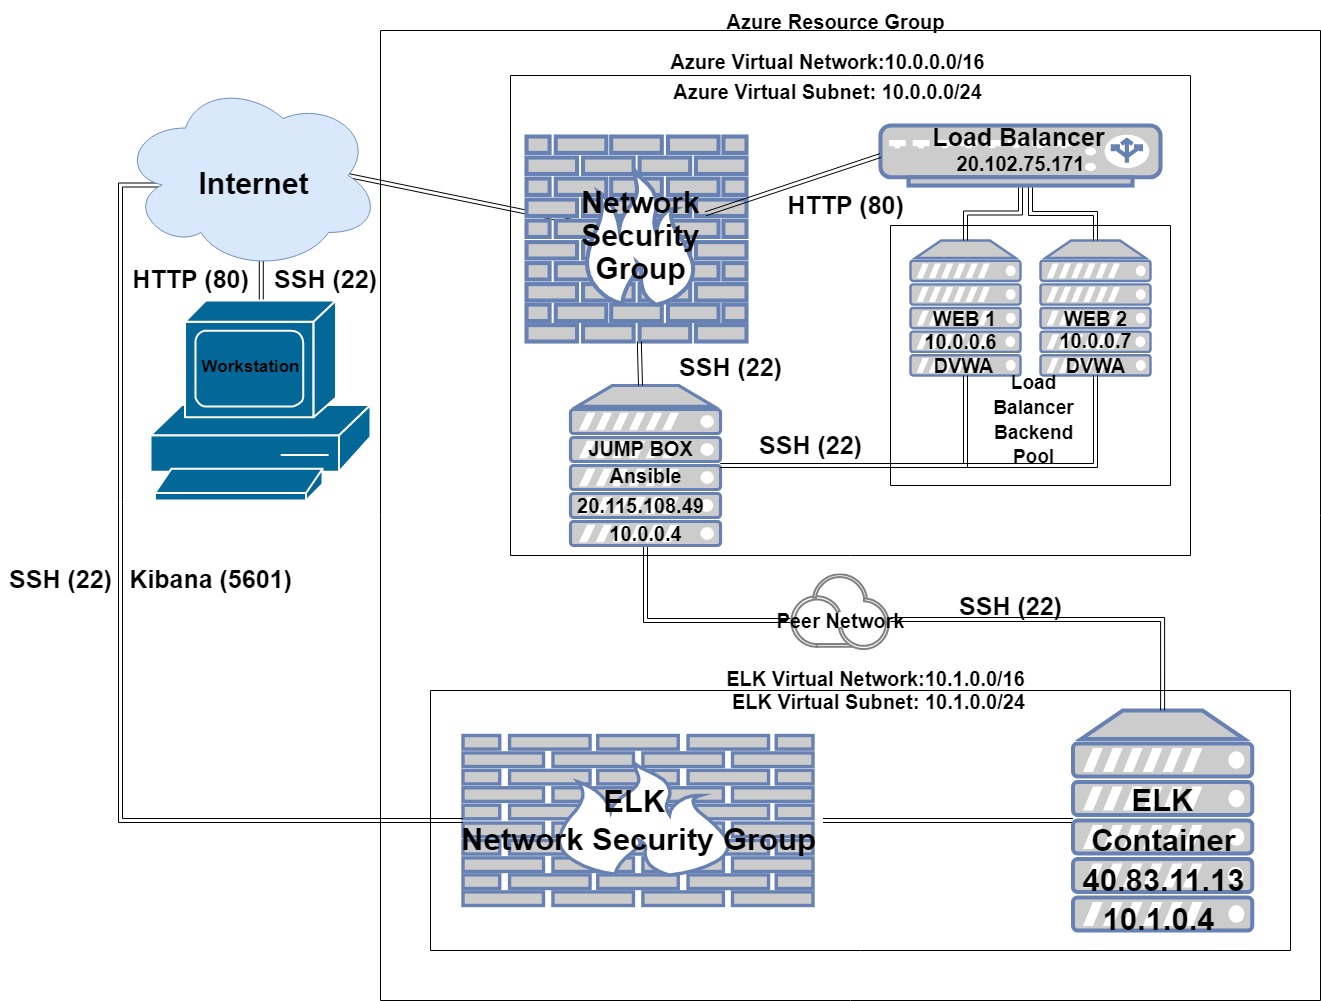 Azure Resource Group
Azure Virtual Network:10.0.0.0/16
Azure Virtual Subnet: 10.0.0.0/24
Internet
Network
Security
Group
Load Balancer
20.102.75.171
HTTP (80)
HTTP (80)
SSH (22)
Workstation
SSH (22)
WEB 1
10.0.0.6
DVWA
WEB 2
10.0.0.7
DVWA
Load
Balancer
Backend
Pool
JUMP BOX
Ansible
20.115.108.49
10.0.0.4
SSH (22)
SSH (22)
Kibana (5601)
Peer Network
SSH (22)
ELK Virtual Network:10.1.0.0/16
ELK Virtual Subnet: 10.1.0.0/24
ELK
Network Security Group
ELK
Container
40.83.11.13
10.1.0.4